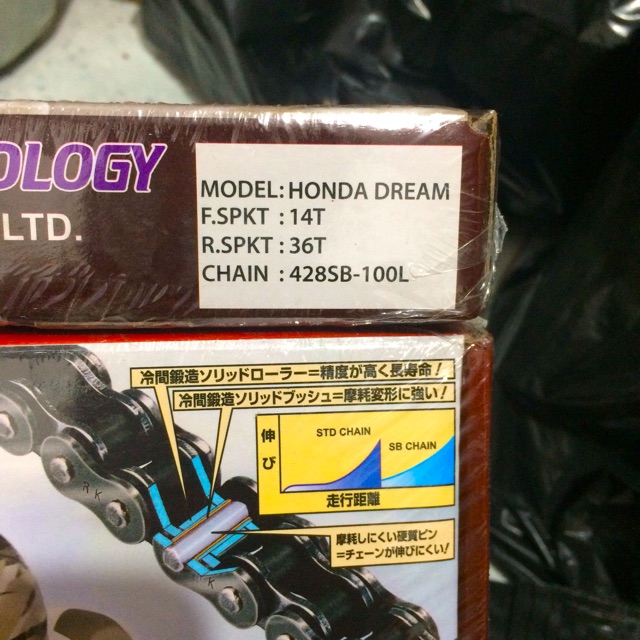 OLOGY
LTD.
MODEL: HONDA DREAM
F.SPKT : 14T
R.SPKT : 36T
CHAIN : 428SB-100L
冷間鍛造ソリッドローラー=精度が高く長寿命!
冷間鍛造ソリッドブッシュ=摩耗変形に強い!
伸び
STD CHAIN
SB CHAIN
走行距離
摩耗しにくい硬質ピン
=チェーンが伸びにくい!
RK